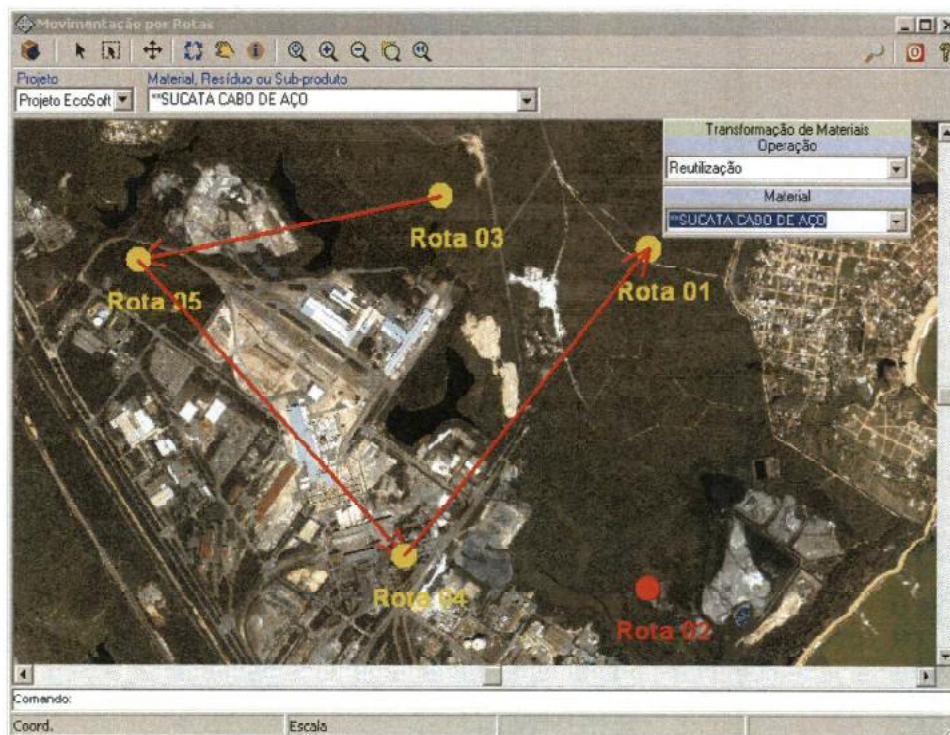 Movimentação por Rotas
Projeto
Material, Resíduo ou Sub-produto
Projeto EcoSoft
**SUCATA CABO DE AÇO
Transformação de Materiais
Operação
Reutilização
Material
**SUCATA CABO DE AÇO
Rota 03
Rota 01
Rota 05
Rota 04
Rota 02
Comando:
Coord.
Escala